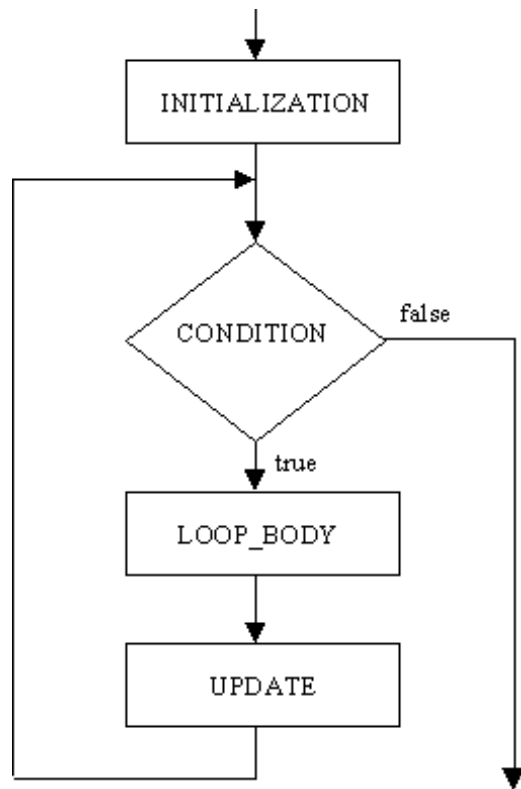 INITIALIZATION
CONDITION
false
true
LOOP_BODY
UPDATE